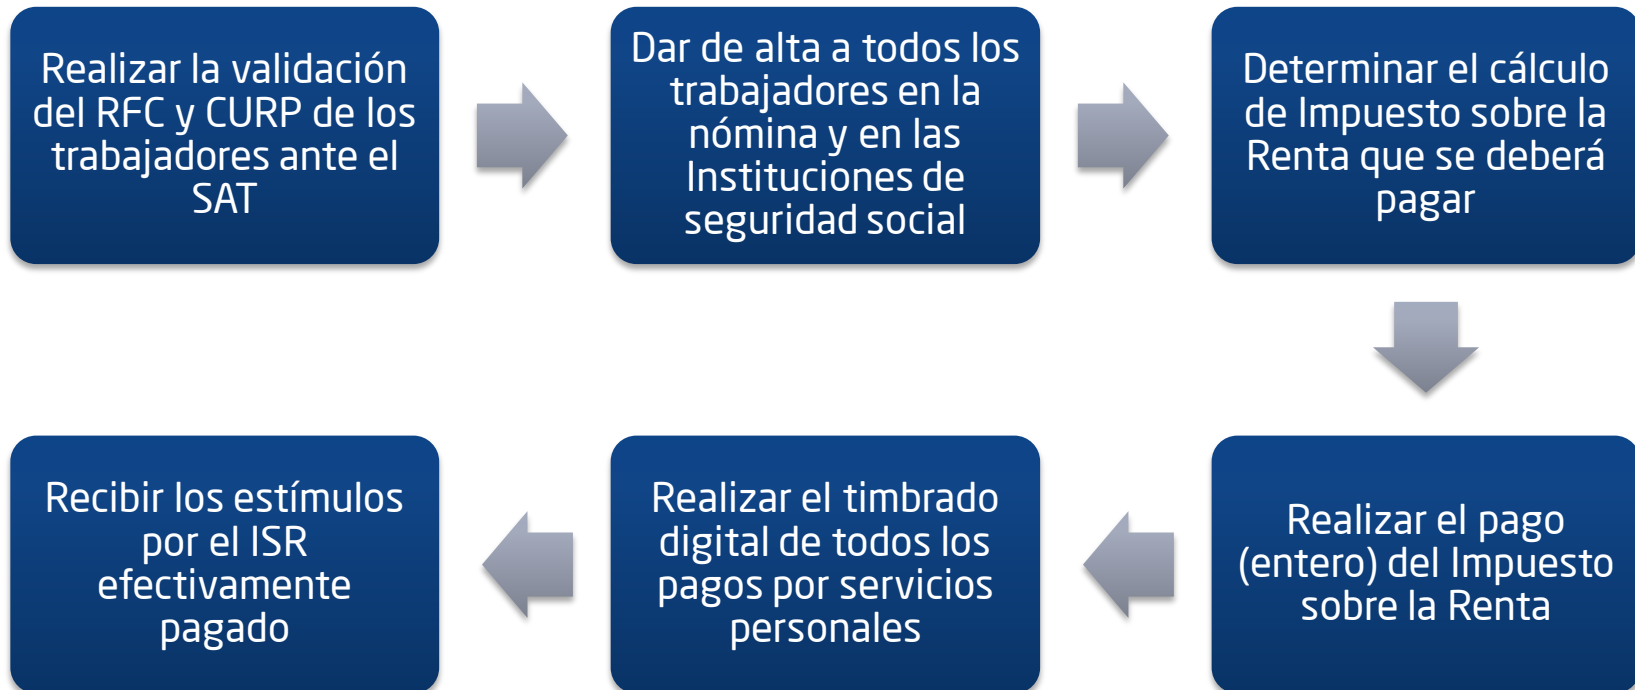 Realizar la validación
del RFC y CURP de los
trabajadores ante el
SAT
Dar de alta a todos los
trabajadores en la
nómina y en las
Instituciones de
seguridad social
Determinar el cálculo
de Impuesto sobre la
Renta que se deberá
pagar
Realizar el pago
(entero) del Impuesto
sobre la Renta
Realizar el timbrado
digital de todos los
pagos por servicios
personales
Recibir los estímulos
por el ISR
efectivamente
pagado